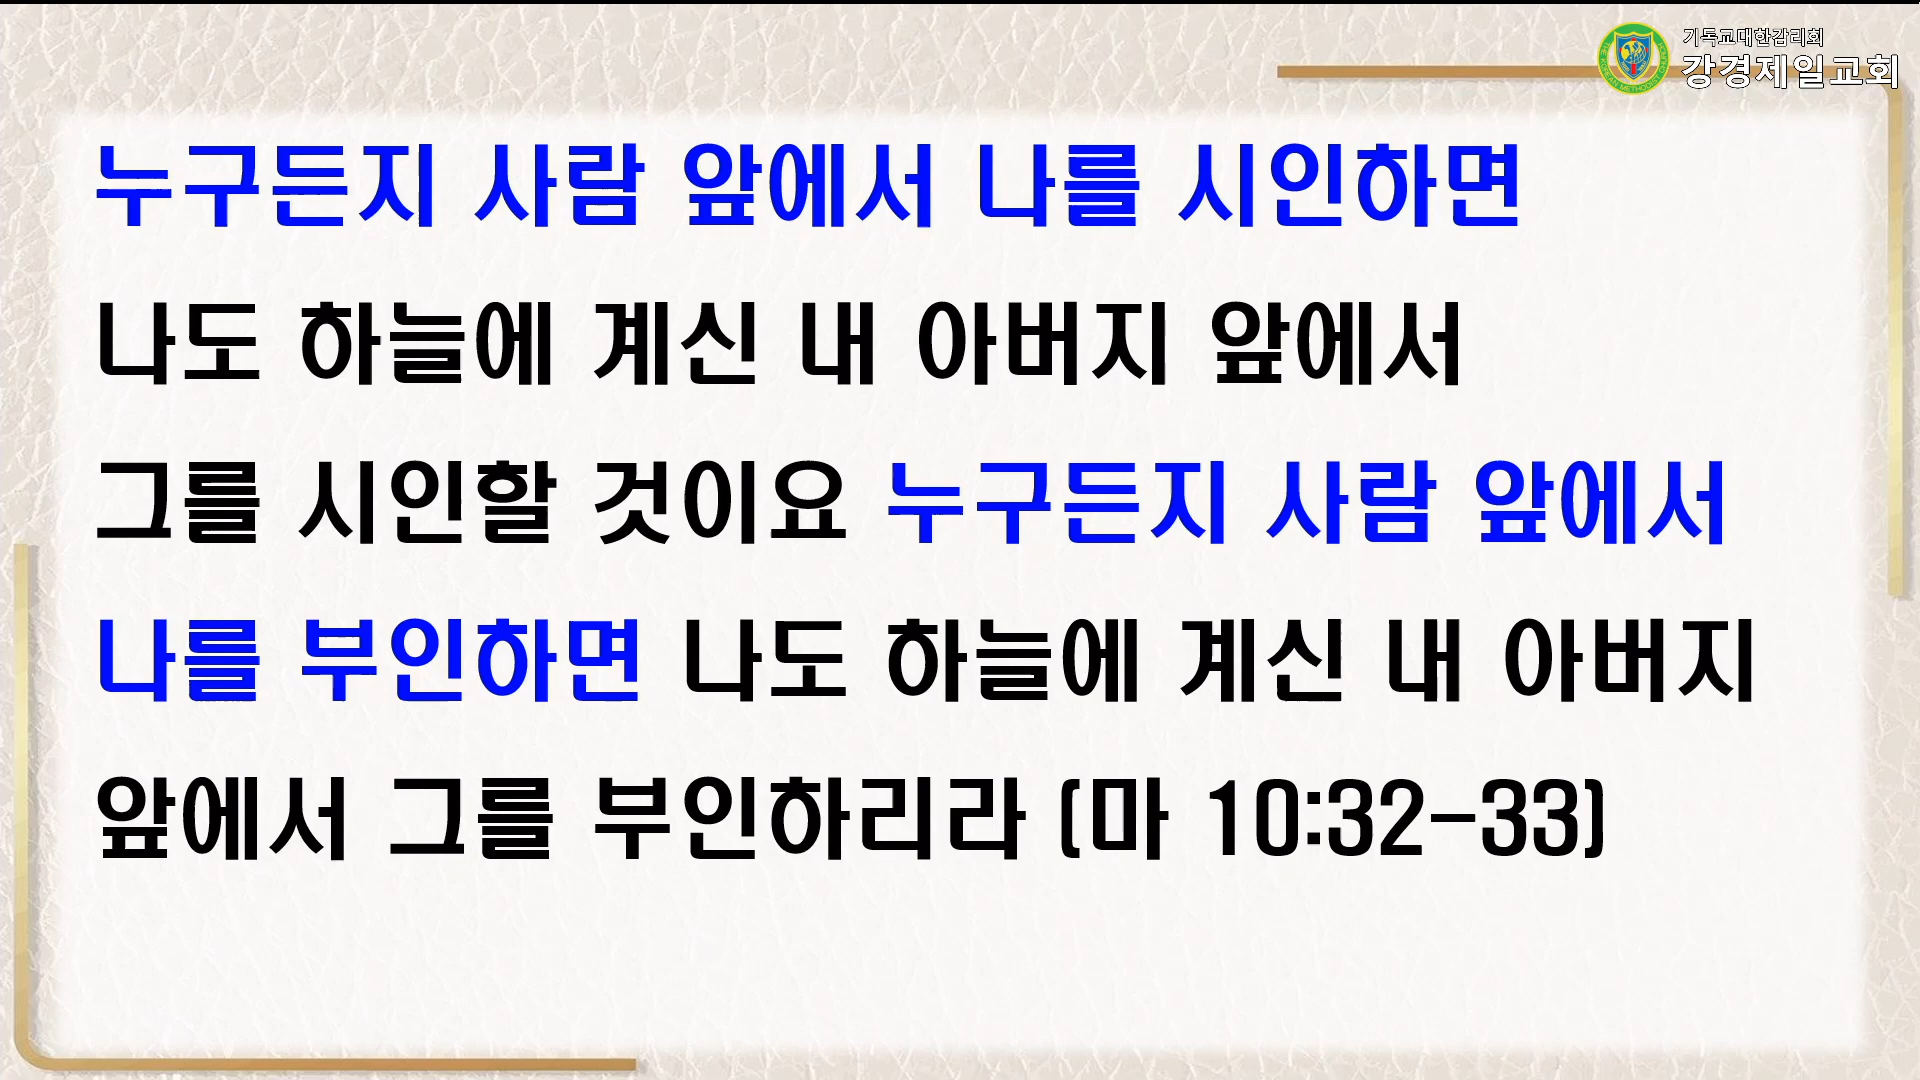 기독교대한감리회
강경제일교회
누구든지 사람 앞에서 나를 시인하면
나도 하늘에 계신 내 아버지 앞에서
그를 시인할 것이요 누구든지 사람 앞에서
나를 부인하면 나도 하늘에 계신 내 아버지
앞에서 그를 부인하리라 (마 10:32-33)